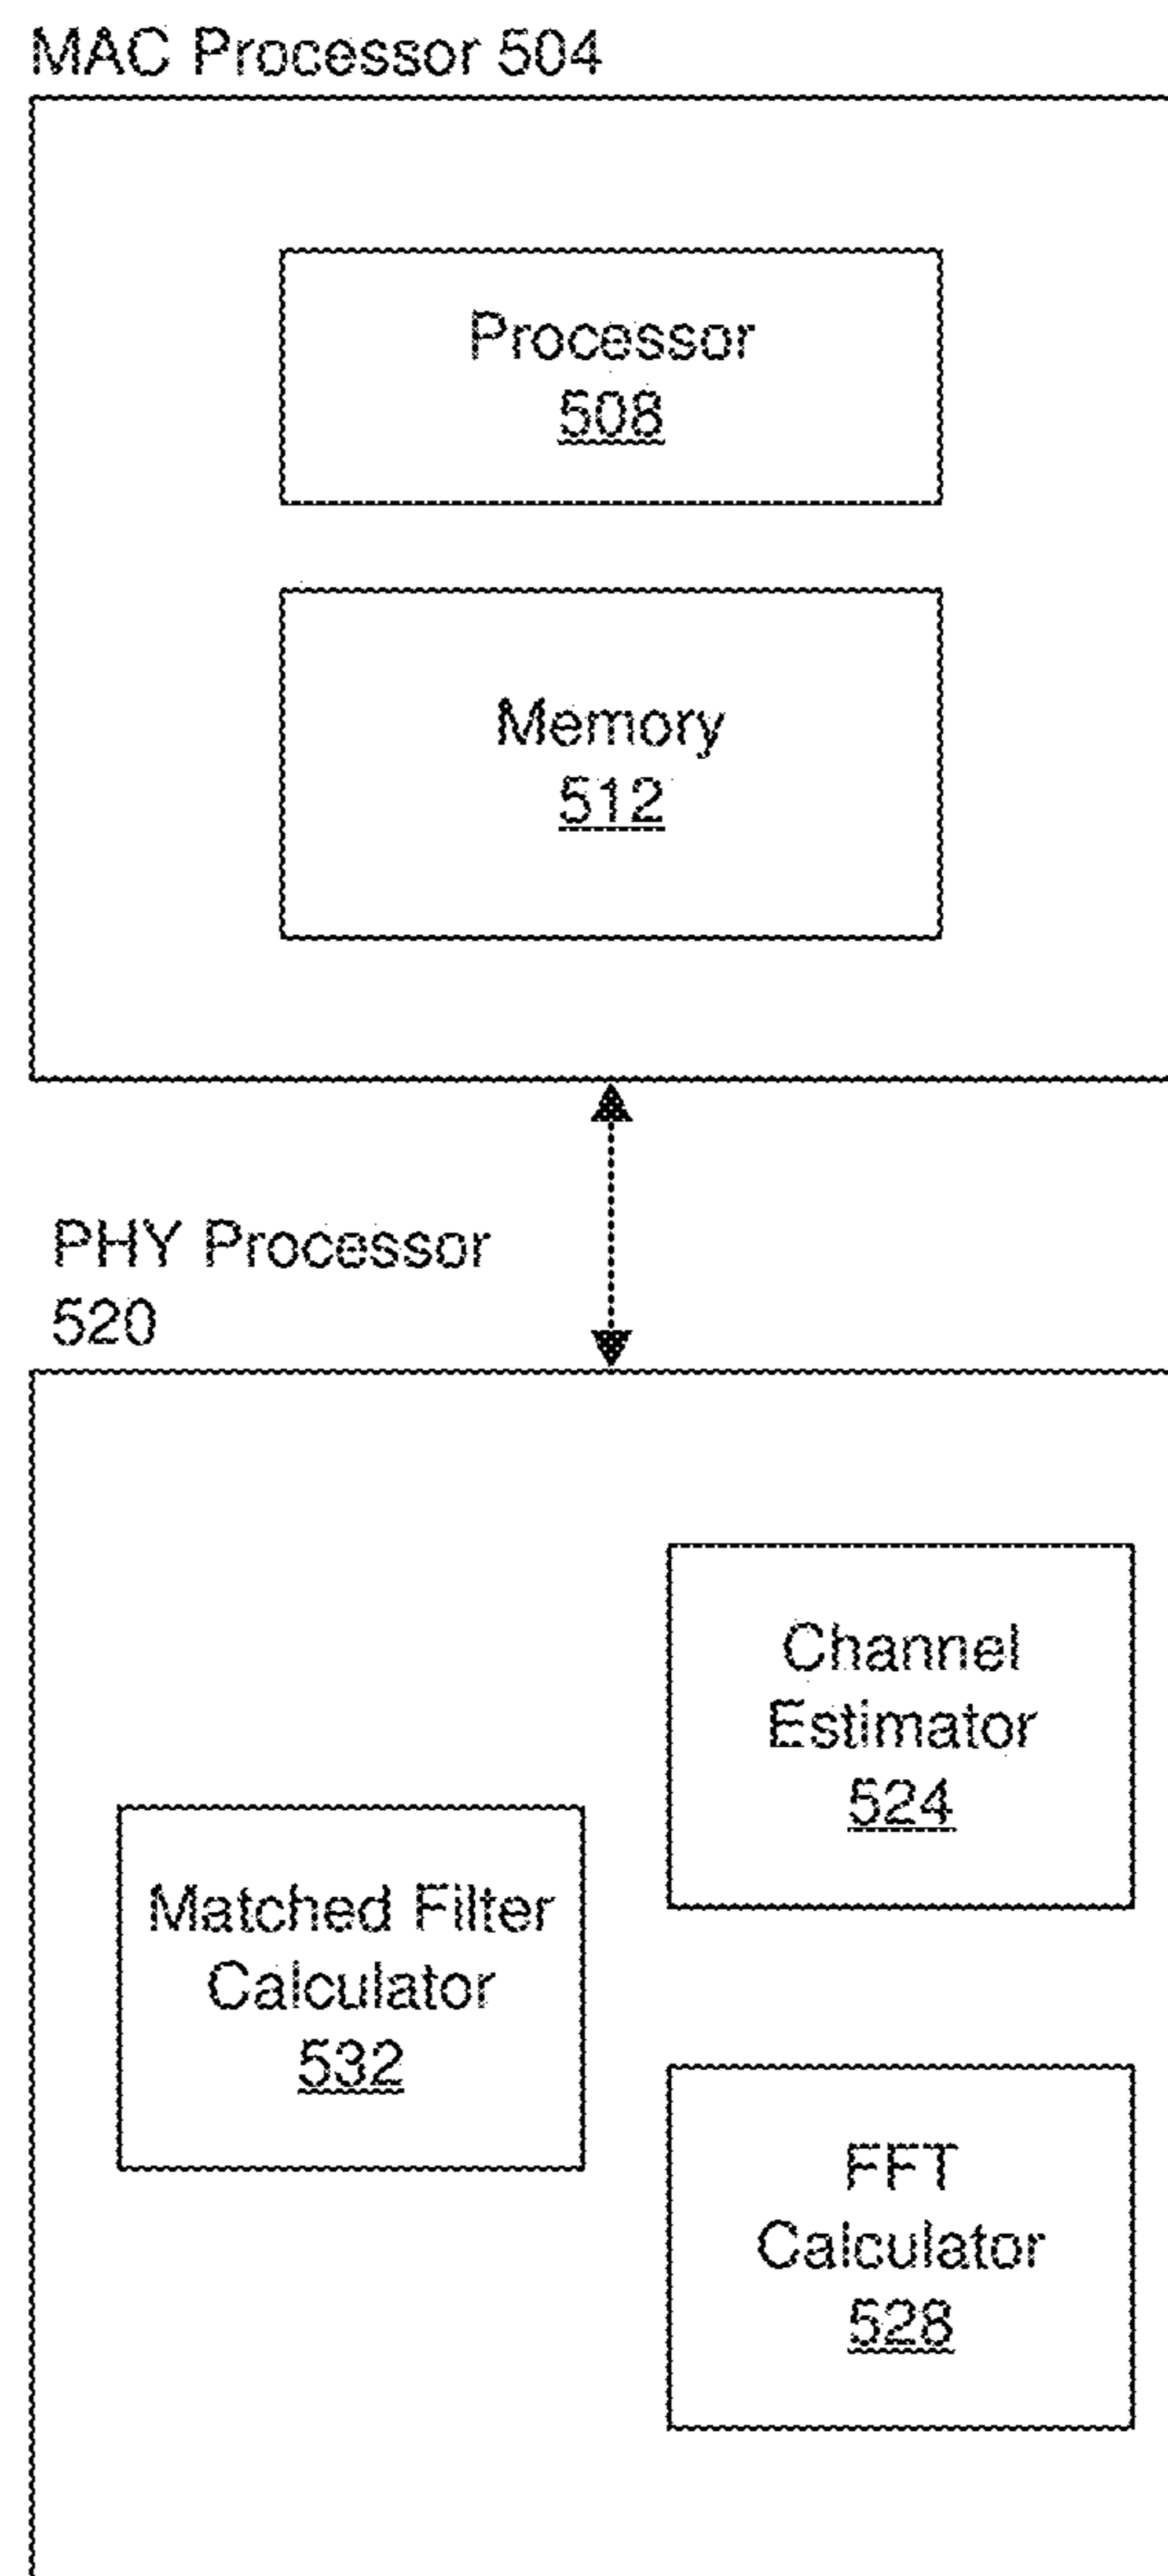 MAC Processor 504
Processor
508
Memory
512
PHY Processor
520
Channel
Estimator
524
Matched Filter
Calculator
532
FFT
Calculator
528